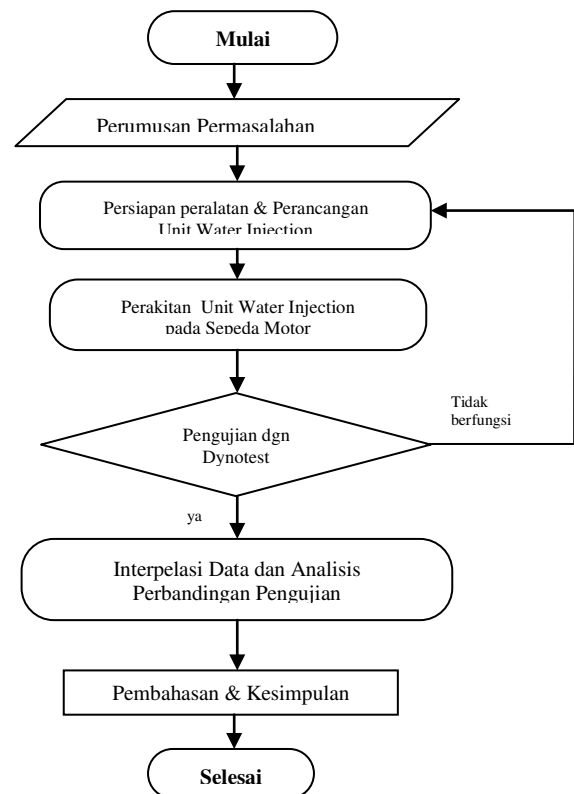 Mulai
Perumusan Permasalahan
Persiapan peralatan & Perancangan
Unit Water Injection
Perakitan Unit Water Injection
pada Sepeda Motor
Pengujian dgn
Dynotest
Tidak
berfungsi
ya
Interpelasi Data dan Analisis
Perbandingan Pengujian
Pembahasan & Kesimpulan
Selesai